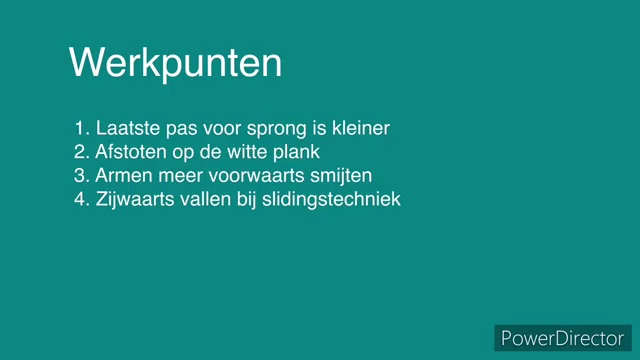 Werkpunten
1. Laatste pas voor sprong is kleiner
2. Afstoten op de witte plank
3. Armen meer voorwaarts smijten
4. Zijwaarts vallen bij slidingstechniek
PowerDirector